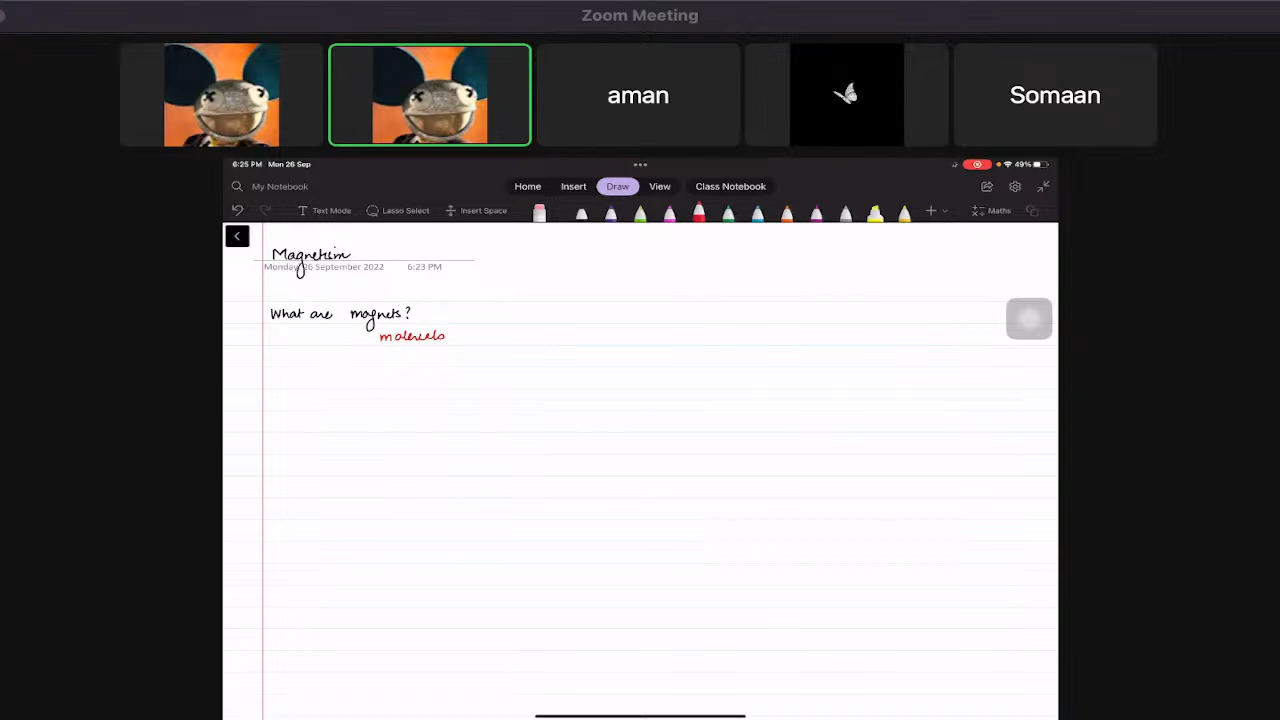 Zoom Meeting
aman
Somaan
6:25 PM Mon 26 Sep
49%
My Notebook
Home Insert Draw View Class Notebook
Text Mode Lasso Select Insert Space Maths
Magnetism
Monday, 26 September 2022 6:23 PM
What are magnets?
materials